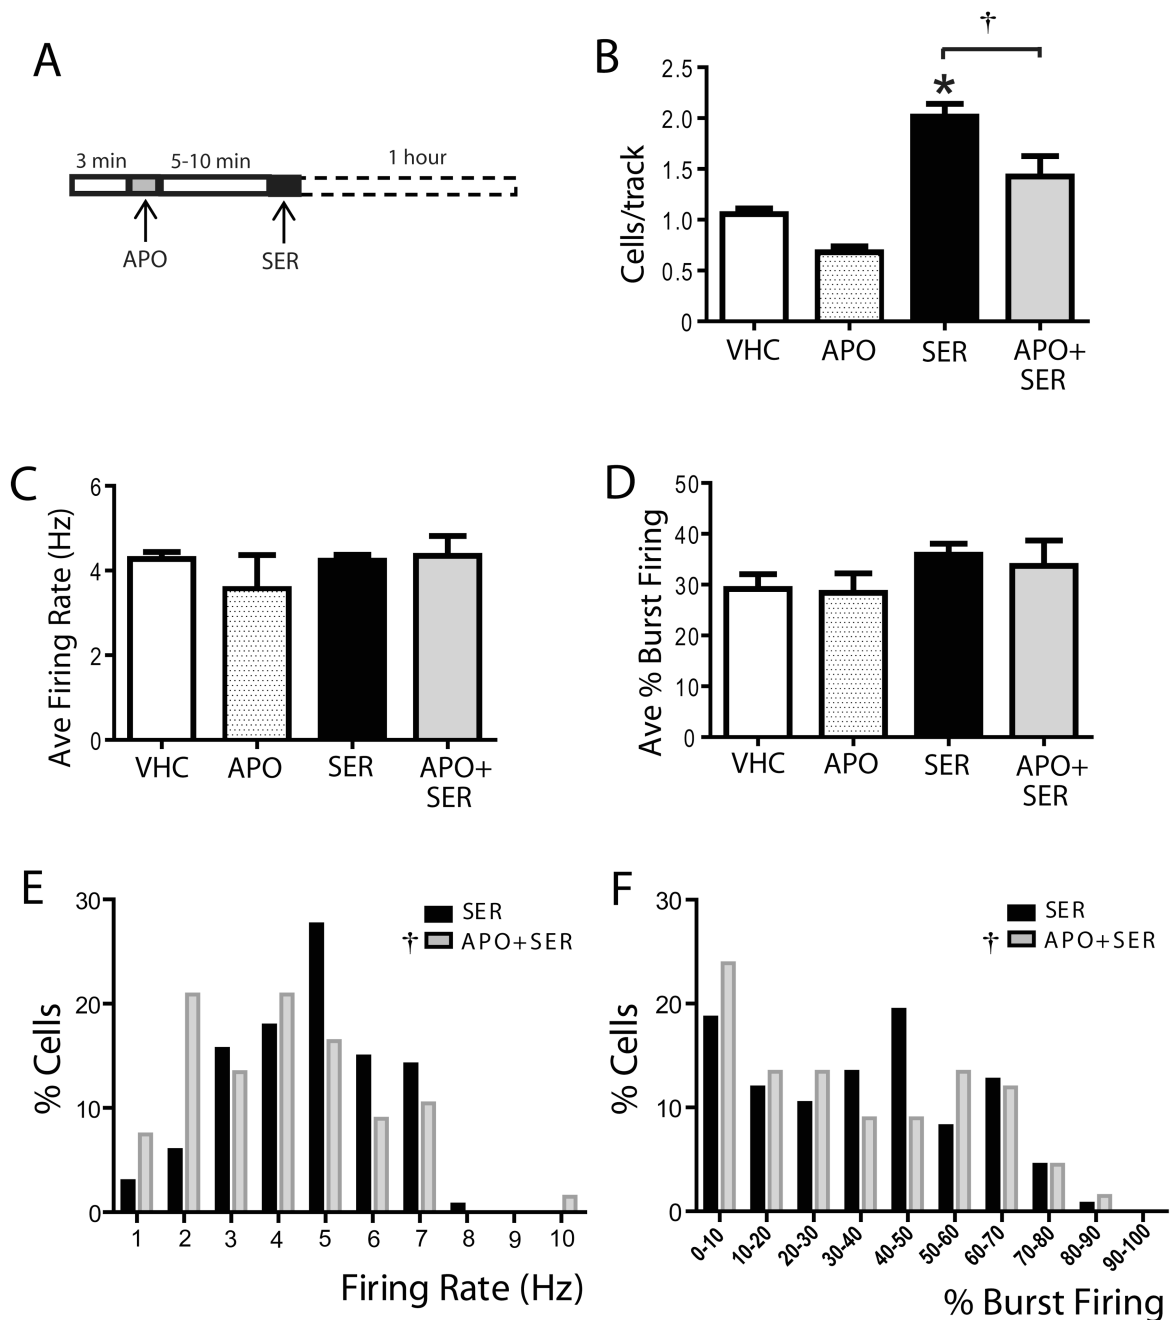 A
3 min
5-10 min
1 hour
APO
SER
B
†
*
Cells/track
2.5
2.0
1.5
1.0
0.5
0
VHC
APO
SER
APO+
SER
C
Ave Firing Rate (Hz)
6
4
2
0
VHC
APO
SER
APO+
SER
D
Ave % Burst Firing
50
40
30
20
10
0
VHC
APO
SER
APO+
SER
E
% Cells
30
20
10
0
SER
† APO+SER
1 2 3 4 5 6 7 8 9 10
Firing Rate (Hz)
F
% Cells
30
20
10
0
SER
† APO+SER
0-10 10-20 20-30 30-40 40-50 50-60 60-70 70-80 80-90 90-100
% Burst Firing